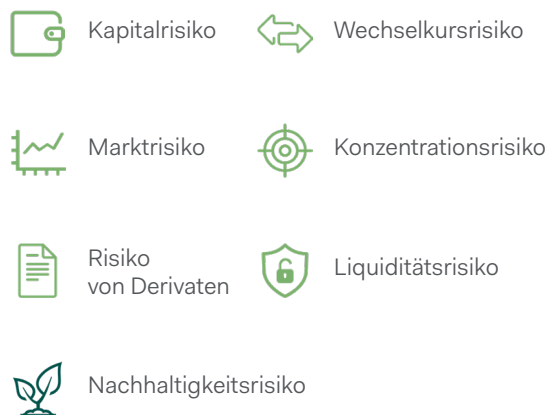 Kapitalrisiko
Wechselkursrisiko
Marktrisiko
Konzentrationsrisiko
Risiko
von Derivaten
Liquiditätsrisiko
Nachhaltigkeitsrisiko